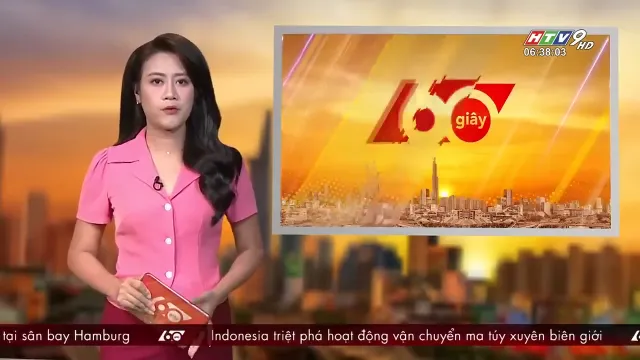 HTV9 HD
06:38:03
60 giây
tại sân bay Hamburg 60 Indonesia triệt phá hoạt động vận chuyển ma túy xuyên biên giới